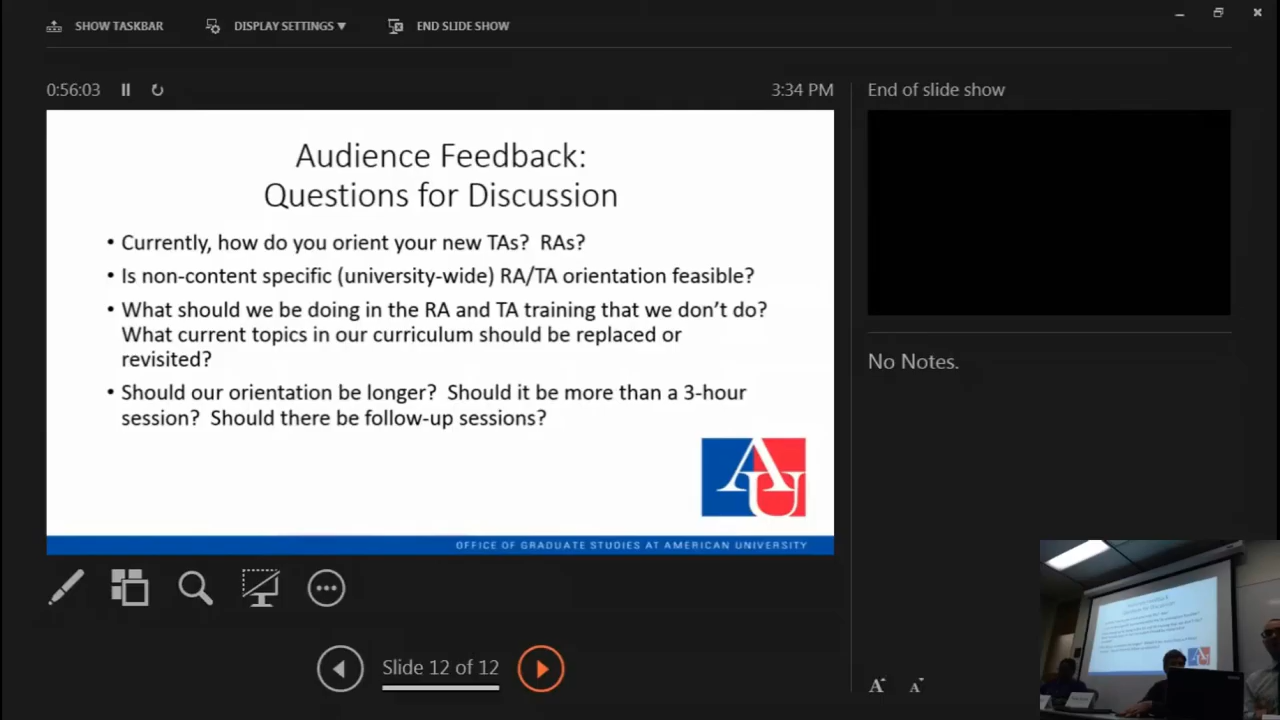 SHOW TASKBAR
DISPLAY SETTINGS ▼
END SLIDE SHOW
0:56:03
3:34 PM
End of slide show
Audience Feedback:
Questions for Discussion
• Currently, how do you orient your new TAs?  RAs?
• Is non-content specific (university-wide) RA/TA orientation feasible?
• What should we be doing in the RA and TA training that we don’t do?
What current topics in our curriculum should be replaced or
revisited?
• Should our orientation be longer?  Should it be more than a 3-hour
session?  Should there be follow-up sessions?
AU
OFFICE OF GRADUATE STUDIES AT AMERICAN UNIVERSITY
No Notes.
Slide 12 of 12
A
A
Audience Feedback
Questions for Discussion